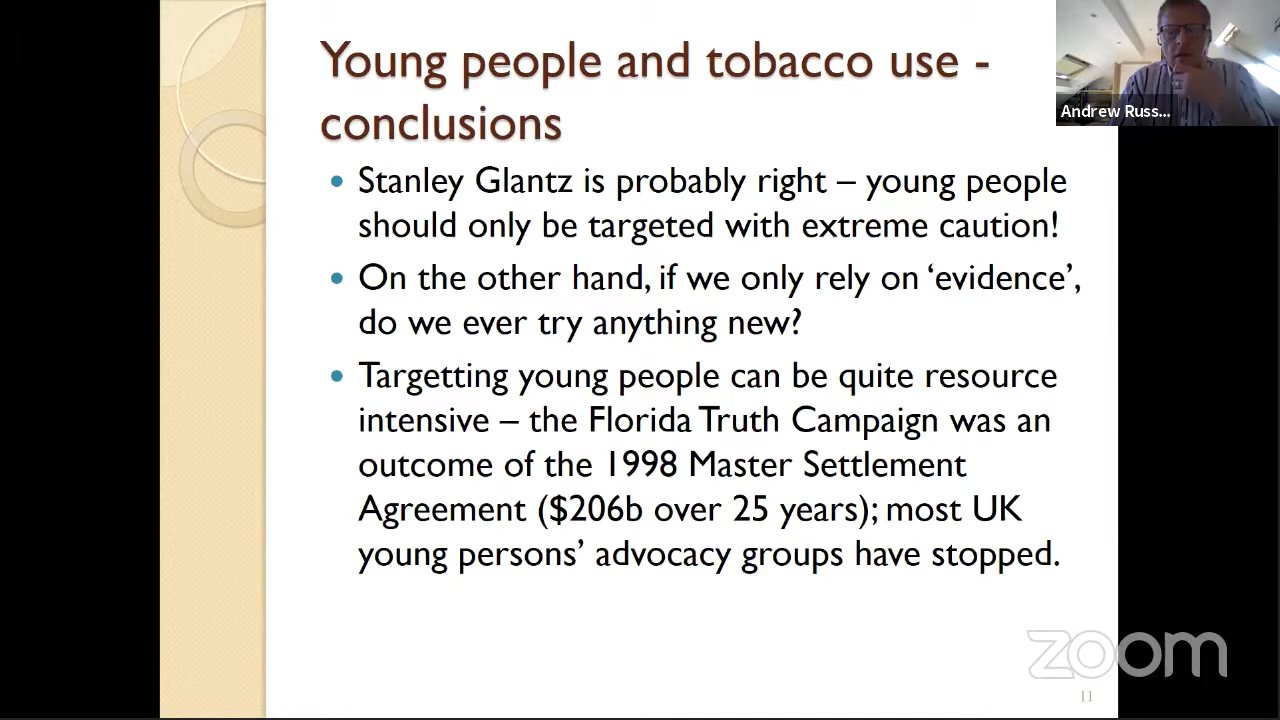 Young people and tobacco use -
conclusions
Andrew Russ...
• Stanley Glantz is probably right – young people
should only be targeted with extreme caution!
• On the other hand, if we only rely on ‘evidence’,
do we ever try anything new?
• Targetting young people can be quite resource
intensive – the Florida Truth Campaign was an
outcome of the 1998 Master Settlement
Agreement ($206b over 25 years); most UK
young persons’ advocacy groups have stopped.
zoom
11